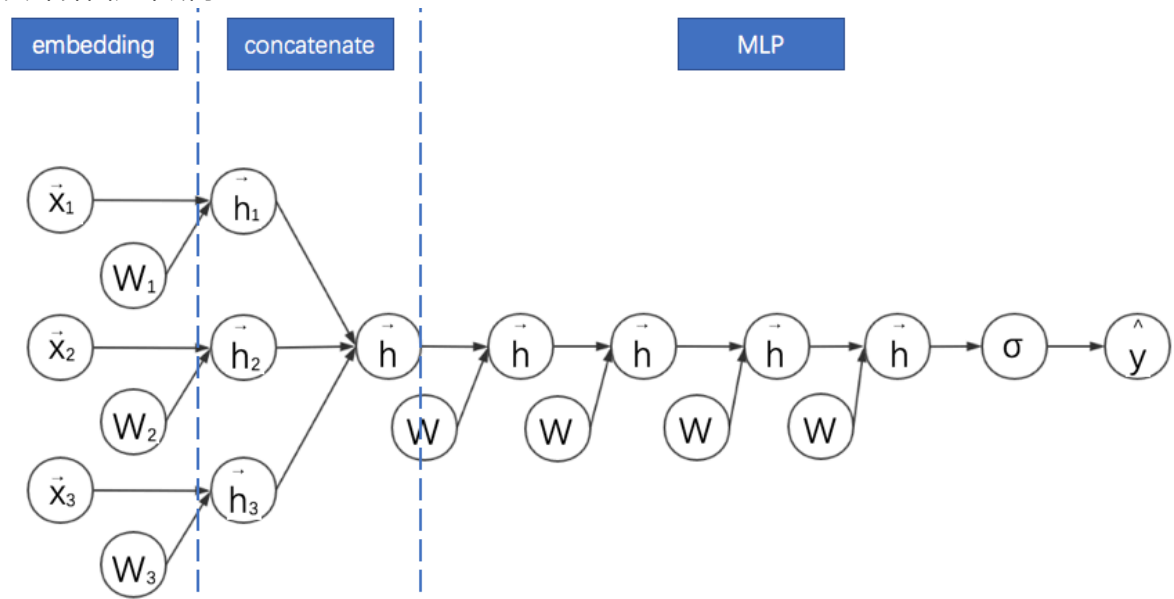 embedding concatenate MLP
x⃗₁ h⃗₁
W₁
x⃗₂ h⃗₂ h⃗ h⃗ h⃗ h⃗ h⃗ σ ŷ
W₂ W W W W
x⃗₃ h⃗₃
W₃